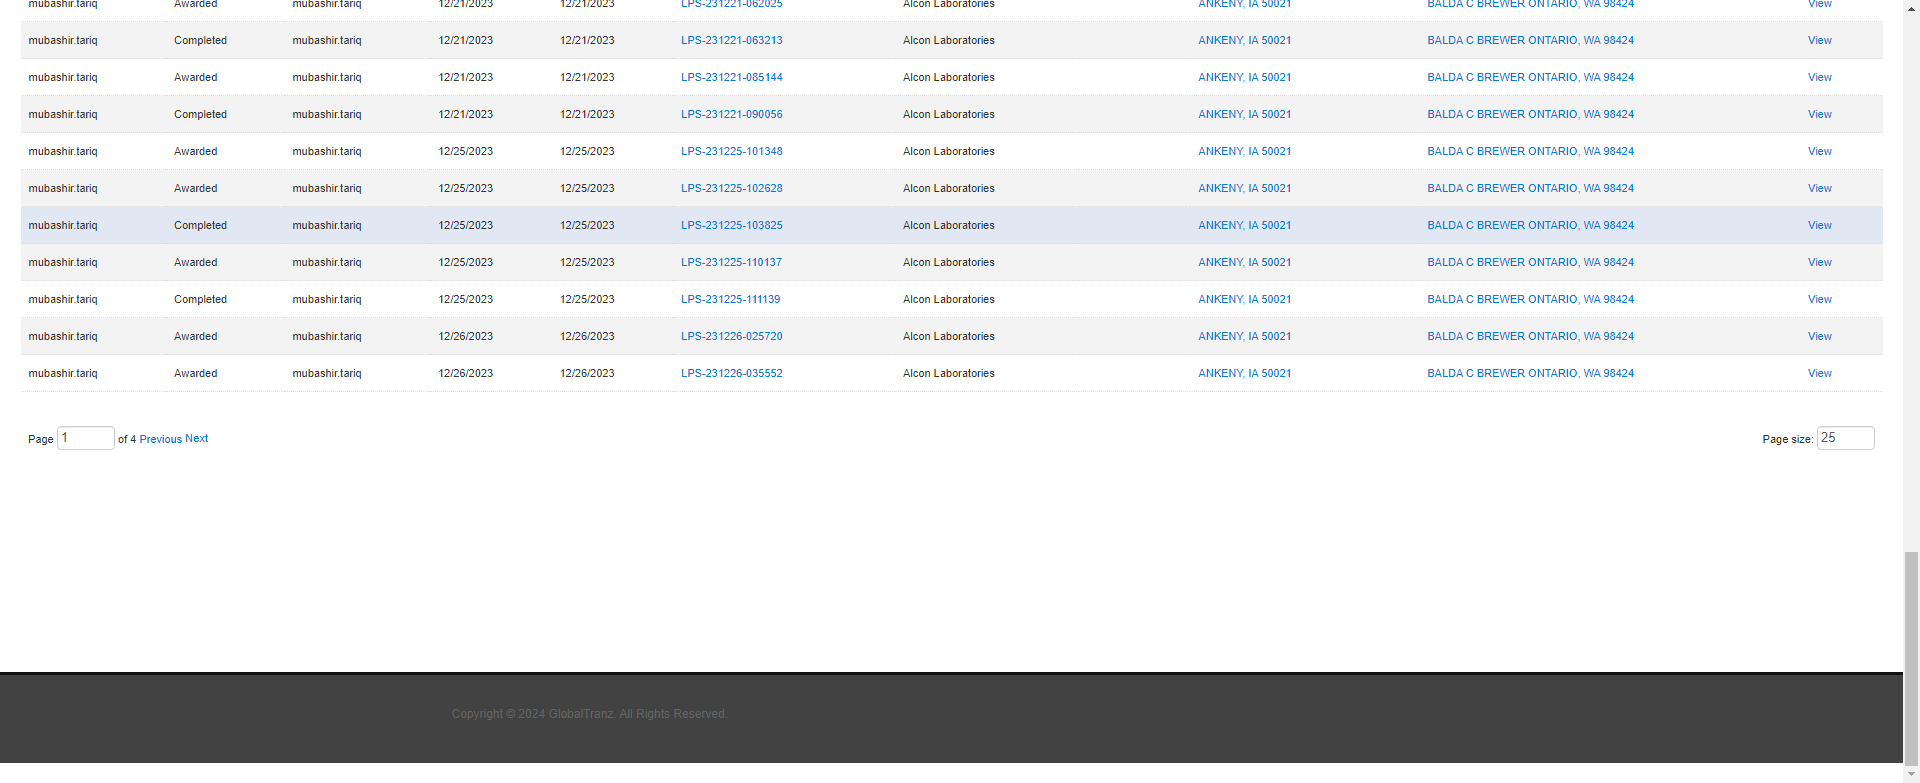 mubashir.tariq Awarded mubashir.tariq 12/21/2023 12/21/2023 LPS-231221-062025 Alcon Laboratories ANKENY, IA 50021 BALDA C BREWER ONTARIO, WA 98424 View
mubashir.tariq Completed mubashir.tariq 12/21/2023 12/21/2023 LPS-231221-063213 Alcon Laboratories ANKENY, IA 50021 BALDA C BREWER ONTARIO, WA 98424 View
mubashir.tariq Awarded mubashir.tariq 12/21/2023 12/21/2023 LPS-231221-085144 Alcon Laboratories ANKENY, IA 50021 BALDA C BREWER ONTARIO, WA 98424 View
mubashir.tariq Completed mubashir.tariq 12/21/2023 12/21/2023 LPS-231221-090056 Alcon Laboratories ANKENY, IA 50021 BALDA C BREWER ONTARIO, WA 98424 View
mubashir.tariq Awarded mubashir.tariq 12/25/2023 12/25/2023 LPS-231225-101348 Alcon Laboratories ANKENY, IA 50021 BALDA C BREWER ONTARIO, WA 98424 View
mubashir.tariq Awarded mubashir.tariq 12/25/2023 12/25/2023 LPS-231225-102628 Alcon Laboratories ANKENY, IA 50021 BALDA C BREWER ONTARIO, WA 98424 View
mubashir.tariq Completed mubashir.tariq 12/25/2023 12/25/2023 LPS-231225-103825 Alcon Laboratories ANKENY, IA 50021 BALDA C BREWER ONTARIO, WA 98424 View
mubashir.tariq Awarded mubashir.tariq 12/25/2023 12/25/2023 LPS-231225-110137 Alcon Laboratories ANKENY, IA 50021 BALDA C BREWER ONTARIO, WA 98424 View
mubashir.tariq Completed mubashir.tariq 12/25/2023 12/25/2023 LPS-231225-111139 Alcon Laboratories ANKENY, IA 50021 BALDA C BREWER ONTARIO, WA 98424 View
mubashir.tariq Awarded mubashir.tariq 12/26/2023 12/26/2023 LPS-231226-025720 Alcon Laboratories ANKENY, IA 50021 BALDA C BREWER ONTARIO, WA 98424 View
mubashir.tariq Awarded mubashir.tariq 12/26/2023 12/26/2023 LPS-231226-035552 Alcon Laboratories ANKENY, IA 50021 BALDA C BREWER ONTARIO, WA 98424 View
Page 1 of 4 Previous Next Page size: 25
Copyright © 2024 GlobalTranz. All Rights Reserved.